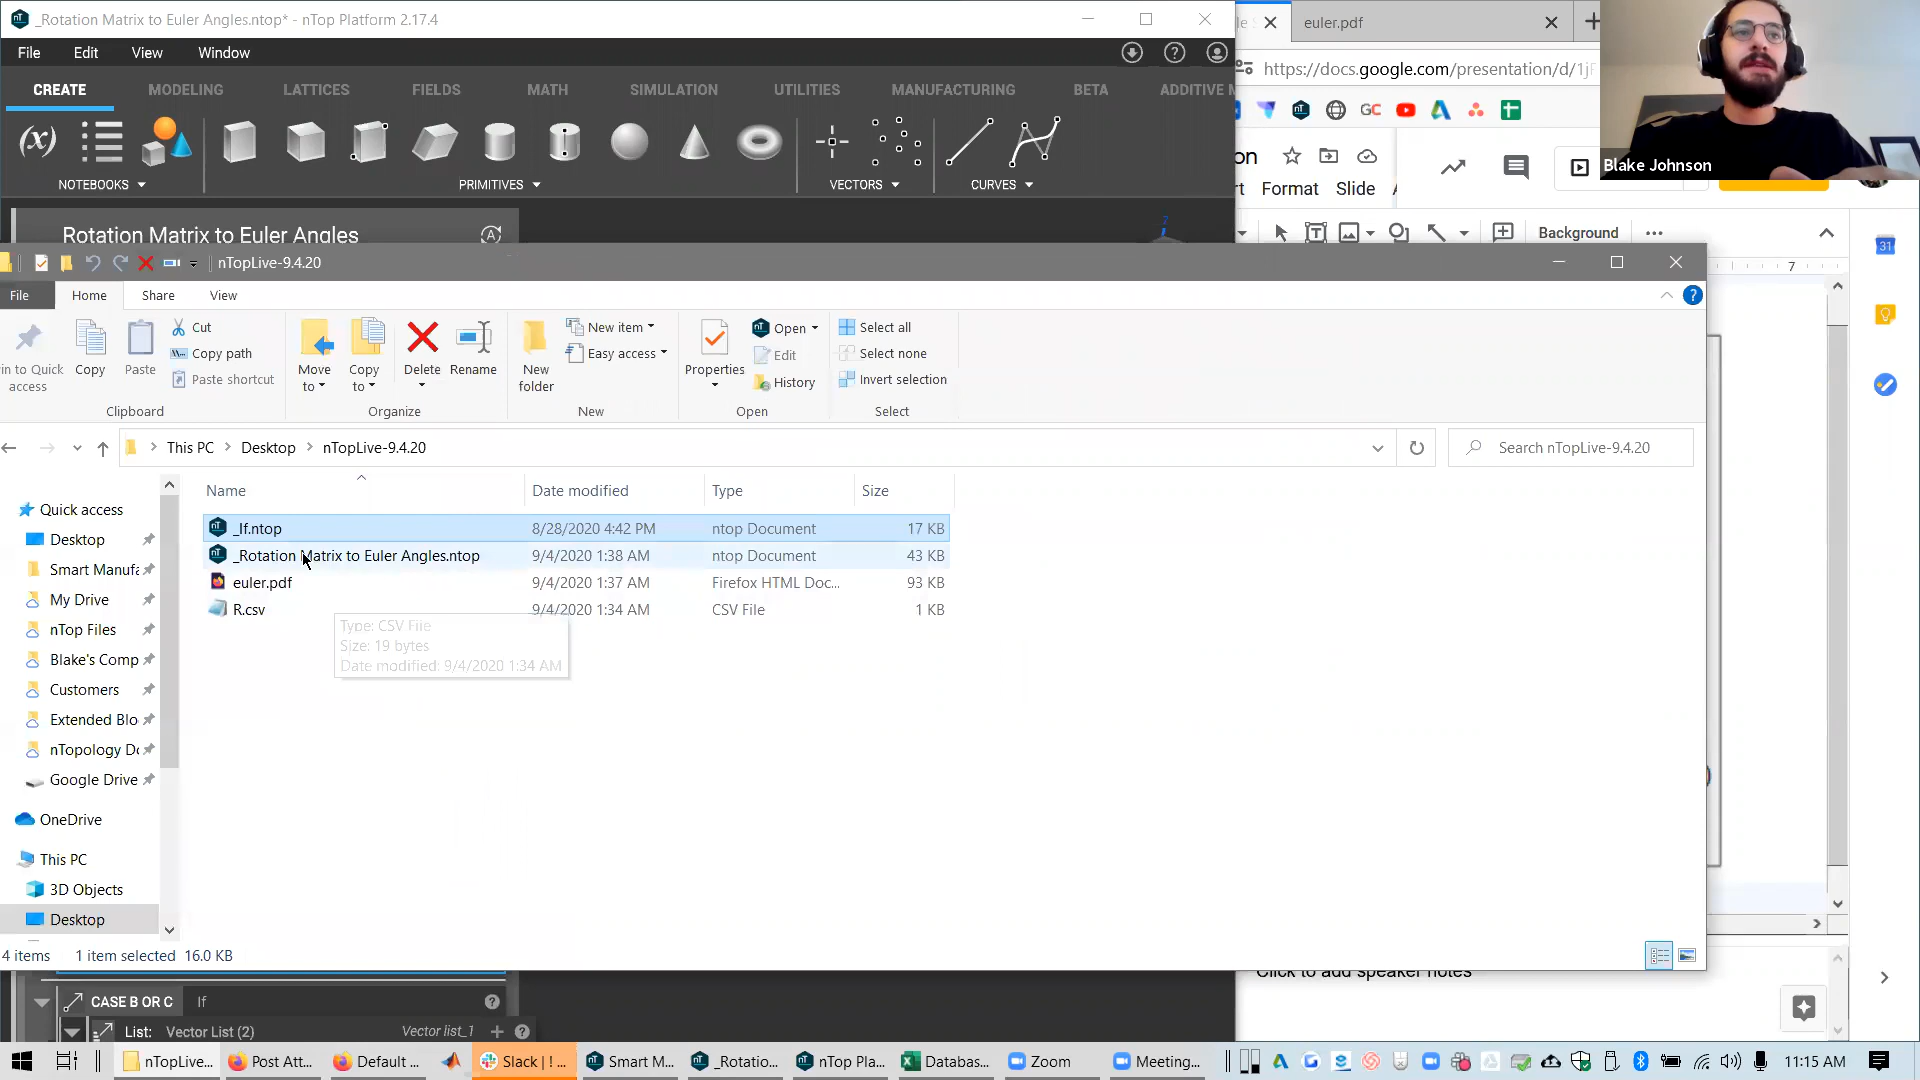 _Rotation Matrix to Euler Angles.ntop* - nTop Platform 2.17.4
euler.pdf
File Edit View Window
https://docs.google.com/presentation/d/1j
CREATE MODELING LATTICES FIELDS MATH SIMULATION UTILITIES MANUFACTURING BETA ADDITIVE M
GC
on
Blake Johnson
NOTEBOOKS PRIMITIVES VECTORS CURVES
Format Slide
Background
Rotation Matrix to Euler Angles
nTopLive-9.4.20
7
31
File Home Share View
Cut
Copy path
Paste shortcut
in to Quick access
Copy
Paste
Move to
Copy to
Delete
Rename
New folder
New item
Easy access
Properties
Open
Edit
History
Select all
Select none
Invert selection
Clipboard Organize New Open Select
This PC Desktop nTopLive-9.4.20
Search nTopLive-9.4.20
Name Date modified Type Size
_If.ntop 8/28/2020 4:42 PM ntop Document 17 KB
_Rotation Matrix to Euler Angles.ntop 9/4/2020 1:38 AM ntop Document 43 KB
euler.pdf 9/4/2020 1:37 AM Firefox HTML Doc... 93 KB
R.csv 9/4/2020 1:34 AM CSV File 1 KB
Type: CSV File
Size: 19 bytes
Date modified: 9/4/2020 1:34 AM
Quick access
Desktop
Smart Manufa
My Drive
nTop Files
Blake's Comp
Customers
Extended Blo
nTopology Do
Google Drive
OneDrive
This PC
3D Objects
Desktop
4 items 1 item selected 16.0 KB
Click to add speaker notes
CASE B OR C If
List: Vector List (2) Vector list_1
nTopLive... Post Att... Default ... Slack | ! ... Smart M... _Rotatio... nTop Pla... Databas... Zoom Meeting... 11:15 AM